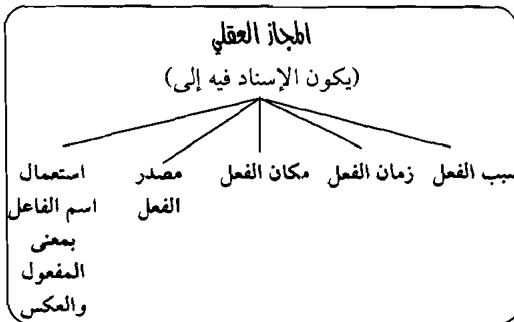 المجاز العقلي
(يكون الإسناد فيه إلى)
سبب الفعل
زمان الفعل
مكان الفعل
مصدر
الفعل
استعمال
اسم الفاعل
بمعنى
المفعول
والعكس